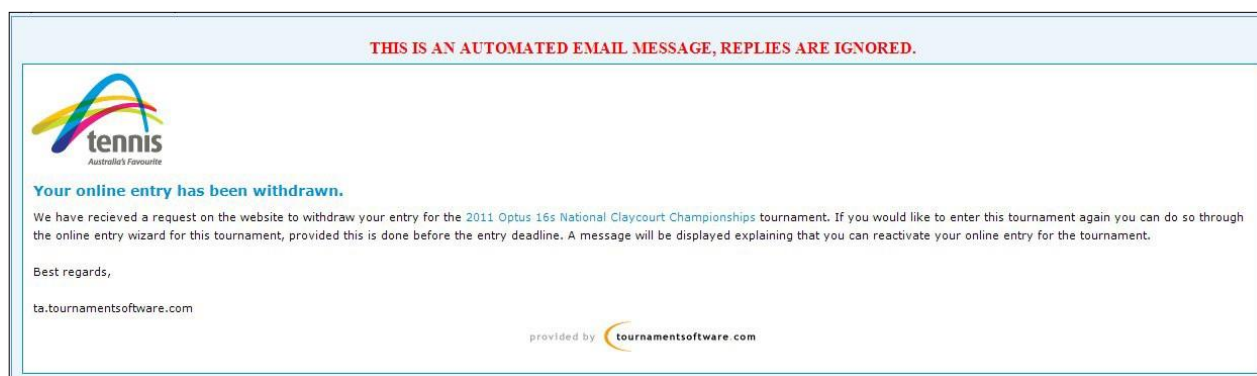 THIS IS AN AUTOMATED EMAIL MESSAGE, REPLIES ARE IGNORED.
tennis
Australia's Favourite
Your online entry has been withdrawn.
We have recieved a request on the website to withdraw your entry for the 2011 Optus 16s National Claycourt Championships tournament. If you would like to enter this tournament again you can do so through
the online entry wizard for this tournament, provided this is done before the entry deadline. A message will be displayed explaining that you can reactivate your online entry for the tournament.
Best regards,
ta.tournamentsoftware.com
provided by tournamentsoftware.com